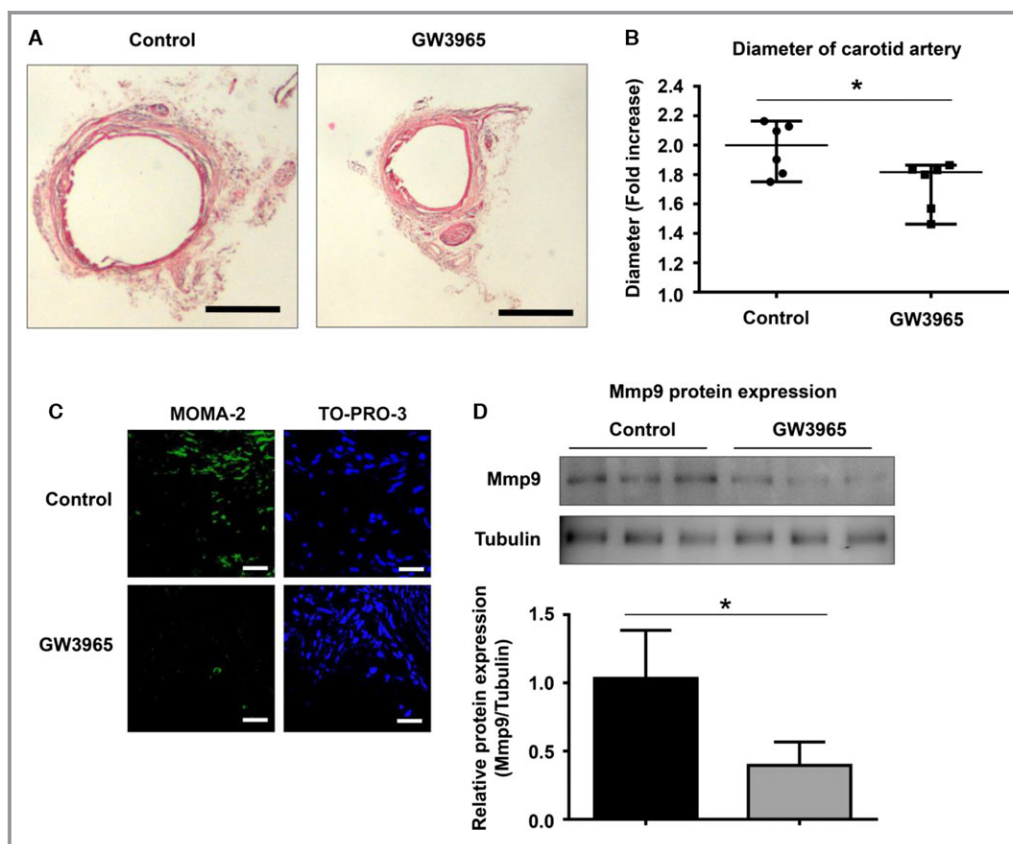 A
Control
GW3965
B
Diameter of carotid artery
*
Diameter (Fold increase)
2.4
2.2
2.0
1.8
1.6
1.4
1.2
1.0
Control
GW3965
C
MOMA-2
TO-PRO-3
Control
GW3965
D
Mmp9 protein expression
Control
GW3965
Mmp9
Tubulin
*
Relative protein expression
(Mmp9/Tubulin)
1.5
1.0
0.5
0.0